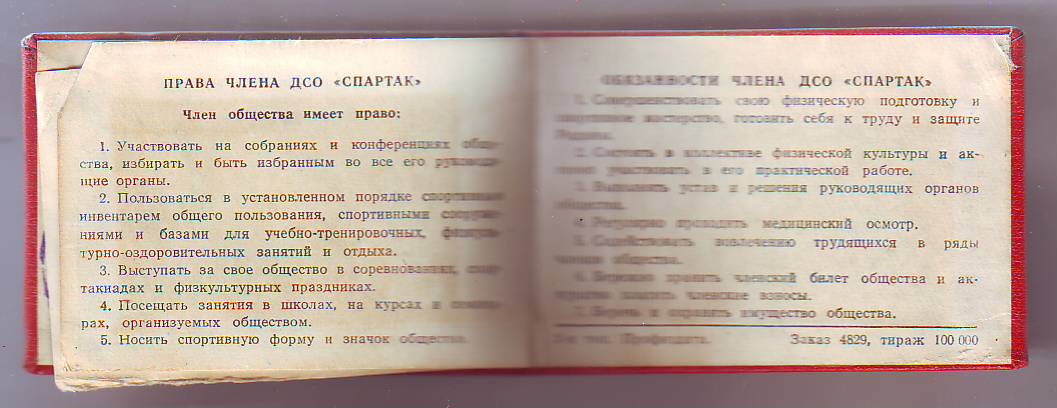 ПРАВА ЧЛЕНА ДСО «СПАРТАК»
Член общества имеет право:
1. Участвовать на собраниях и конференциях обще-
ства, избирать и быть избранным во все его руководя-
щие органы.
2. Пользоваться в установленном порядке спортивным
инвентарем общего пользования, спортивными сооруже-
ниями и базами для учебно-тренировочных, физкуль-
турно-оздоровительных занятий и отдыха.
3. Выступать за свое общество в соревнованиях, спар-
такиадах и физкультурных праздниках.
4. Посещать занятия в школах, на курсах и семина-
рах, организуемых обществом.
5. Носить спортивную форму и значок общества.
ОБЯЗАННОСТИ ЧЛЕНА ДСО «СПАРТАК»
1. Совершенствовать свою физическую подготовку и
мастерство, готовить себя к труду и защите
Родины.
2. Состоять в коллективе физической культуры и ак-
участвовать в его практической работе.
3. Выполнять устав и решения руководящих органов
общества.
4. Регулярно проходить медицинский осмотр.
5. Содействовать вовлечению трудящихся в ряды
членов общества.
6. Бережно хранить членский билет общества и ак-
членские взносы.
7. Беречь и охранять имущество общества.
тип. Профиздата. Заказ 4829, тираж 100 000